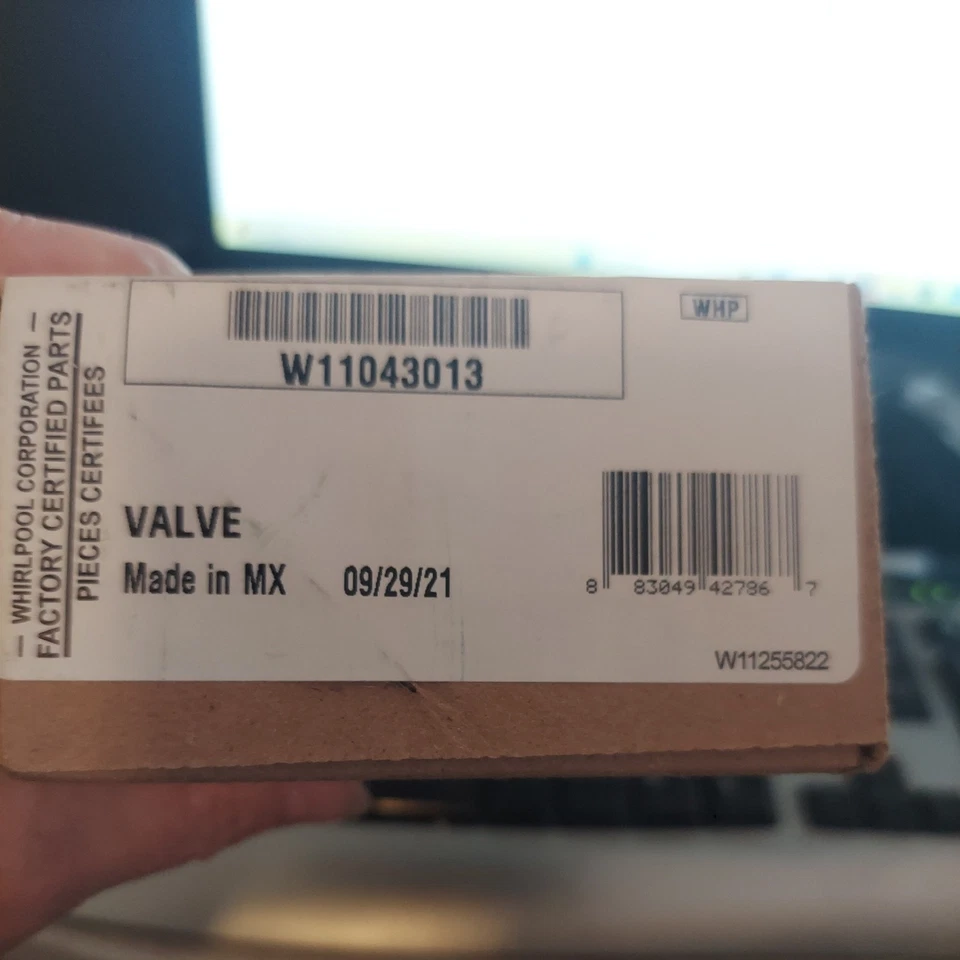 — WHIRLPOOL CORPORATION —
FACTORY CERTIFIED PARTS
PIECES CERTIFEES
W11043013
WHP
VALVE
Made in MX 09/29/21
8 83049 42786 7
W11255822